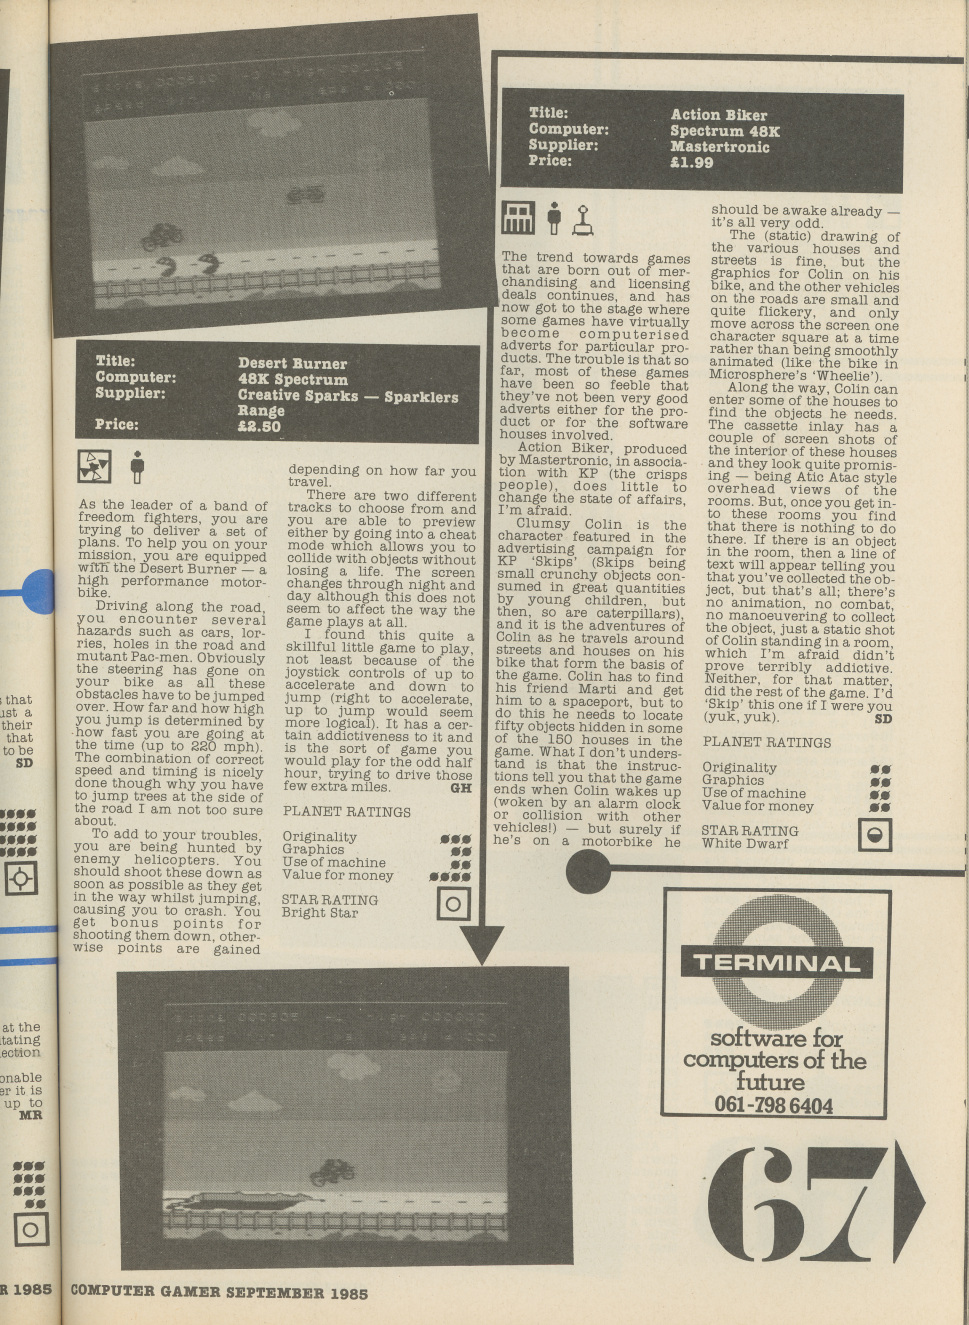 Title: Desert Burner
Computer: 48K Spectrum
Supplier: Creative Sparks — Sparklers
Range
Price: £2.50
As the leader of a band of
freedom fighters, you are
trying to deliver a set of
plans. To help you on your
mission, you are equipped
with the Desert Burner — a
high performance motor-
bike.
Driving along the road,
you encounter several
hazards such as cars, lor-
ries, holes in the road and
mutant Pac-men. Obviously
the steering has gone on
your bike as all these
obstacles have to be jumped
over. How far and how high
you jump is determined by
how fast you are going at
the time (up to 220 mph).
The combination of correct
speed and timing is nicely
done though why you have
to jump trees at the side of
the road I am not too sure
about.
To add to your troubles,
you are being hunted by
enemy helicopters. You
should shoot these down as
soon as possible as they get
in the way whilst jumping,
causing you to crash. You
get bonus points for
shooting them down, other-
wise points are gained
depending on how far you
travel.
There are two different
tracks to choose from and
you are able to preview
either by going into a cheat
mode which allows you to
collide with objects without
losing a life. The screen
changes through night and
day although this does not
seem to affect the way the
game plays at all.
I found this quite a
skillful little game to play,
not least because of the
joystick controls of up to
accelerate and down to
jump (right to accelerate,
up to jump would seem
more logical). It has a cer-
tain addictiveness to it and
is the sort of game you
would play for the odd half
hour, trying to drive those
few extra miles. GH
PLANET RATINGS
Originality
Graphics
Use of machine
Value for money
STAR RATING
Bright Star
Title: Action Biker
Computer: Spectrum 48K
Supplier: Mastertronic
Price: £1.99
The trend towards games
that are born out of mer-
chandising and licensing
deals continues, and has
now got to the stage where
some games have virtually
become computerised
adverts for particular pro-
ducts. The trouble is that so
far, most of these games
have been so feeble that
they've not been very good
adverts either for the pro-
duct or for the software
houses involved.
Action Biker, produced
by Mastertronic, in associa-
tion with KP (the crisps
people), does little to
change the state of affairs,
I'm afraid.
Clumsy Colin is the
character featured in the
advertising campaign for
KP 'Skips' (Skips being
small crunchy objects con-
sumed in great quantities
by young children, but
then, so are caterpillars),
and it is the adventures of
Colin as he travels around
streets and houses on his
bike that form the basis of
the game. Colin has to find
his friend Marti and get
him to a spaceport, but to
do this he needs to locate
fifty objects hidden in some
of the 150 houses in the
game. What I don't unders-
tand is that the instruc-
tions tell you that the game
ends when Colin wakes up
(woken by an alarm clock
or collision with other
vehicles!) — but surely if
he's on a motorbike he
should be awake already —
it's all very odd.
The (static) drawing of
the various houses and
streets is fine, but the
graphics for Colin on his
bike, and the other vehicles
on the roads are small and
quite flickery, and only
move across the screen one
character square at a time
rather than being smoothly
animated (like the bike in
Microsphere's 'Wheelie').
Along the way, Colin can
enter some of the houses to
find the objects he needs.
The cassette inlay has a
couple of screen shots of
the interior of these houses
and they look quite promis-
ing — being Atic Atac style
overhead views of the
rooms. But, once you get in-
to these rooms you find
that there is nothing to do
there. If there is an object
in the room, then a line of
text will appear telling you
that you've collected the ob-
ject, but that's all; there's
no animation, no combat,
no manoeuvering to collect
the object, just a static shot
of Colin standing in a room,
which I'm afraid didn't
prove terribly addictive.
Neither, for that matter,
did the rest of the game. I'd
'Skip' this one if I were you
(yuk, yuk). SD
PLANET RATINGS
Originality
Graphics
Use of machine
Value for money
STAR RATING
White Dwarf
TERMINAL
software for
computers of the
future
061-798 6404
67
COMPUTER GAMER SEPTEMBER 1985
that
ust a
their
that
to be
SD
at the
itating
ection
onable
er it is
up to
MR
R 1985